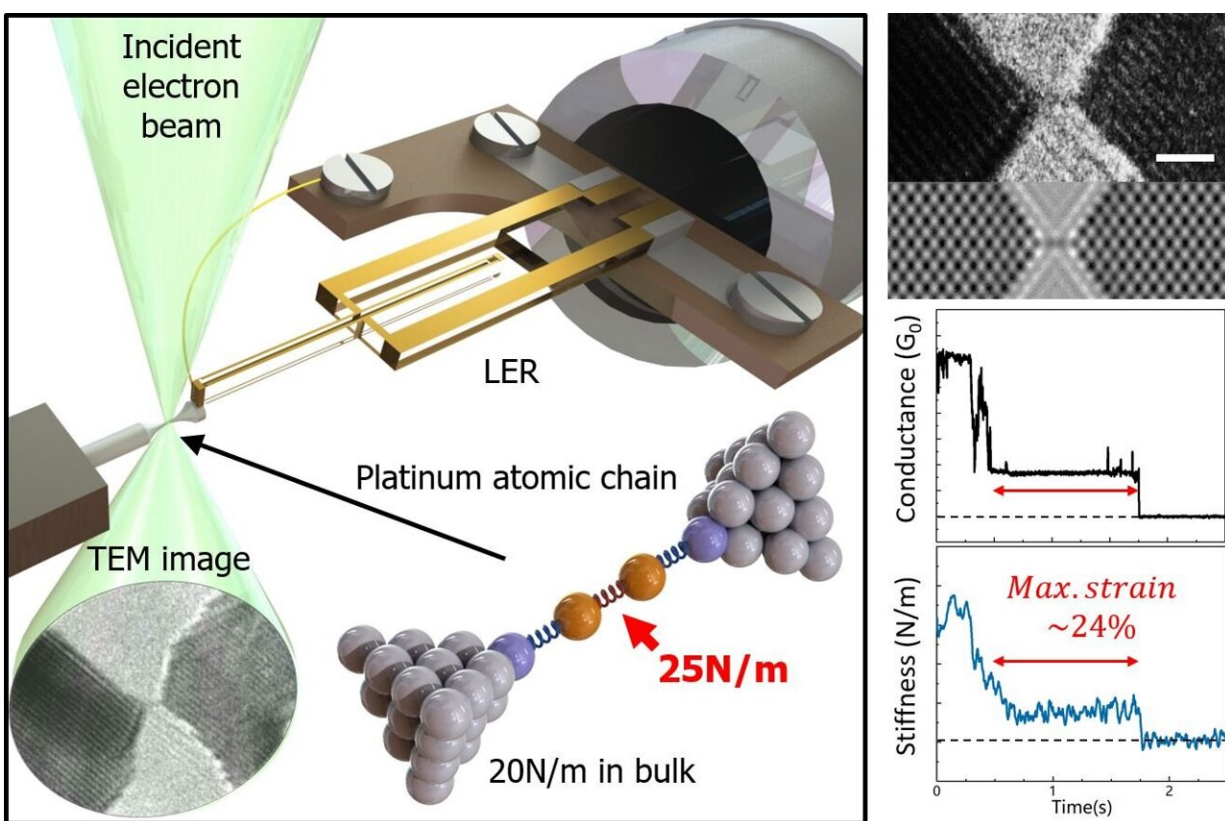 Incident
electron
beam
LER
Platinum atomic chain
TEM image
25N/m
20N/m in bulk
Conductance (G₀)
Stiffness (N/m)
Max. strain
~24%
0
1
2
Time(s)